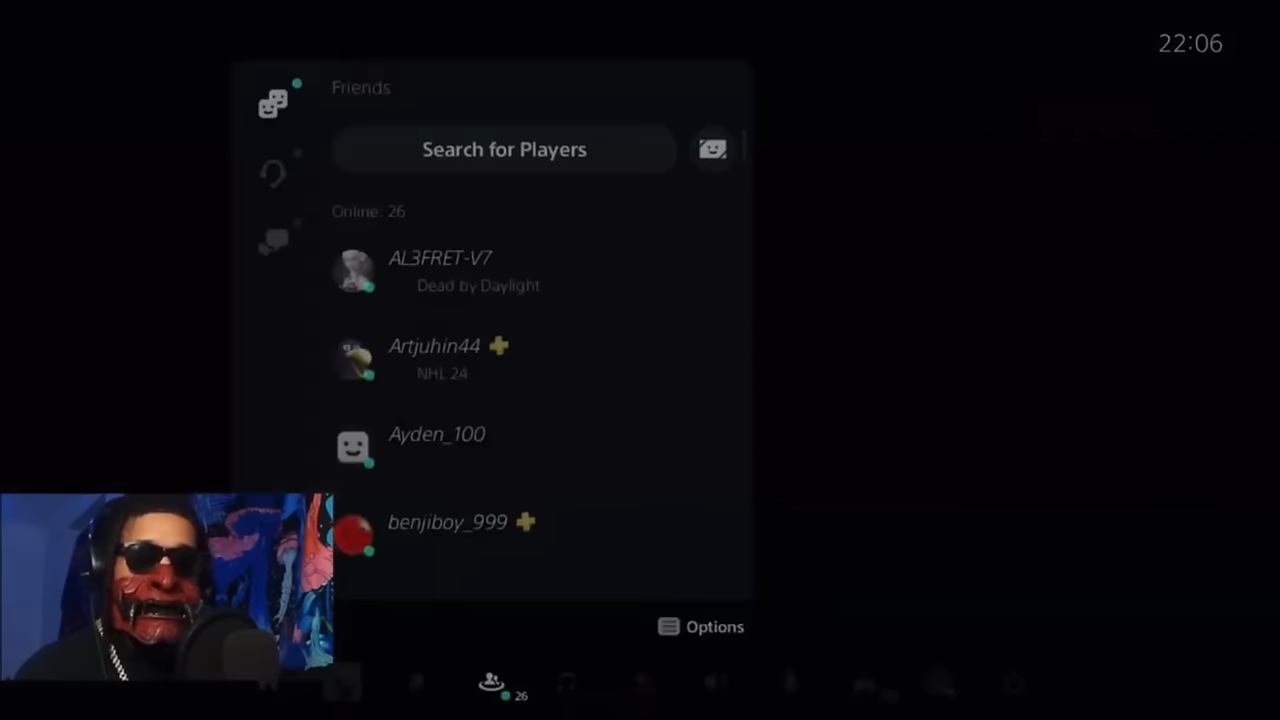 22:06
Friends
Search for Players
Online: 26
AL3FRET-V7
Dead by Daylight
Artjuhin44
NHL 24
Ayden_100
benjiboy_999
Options
26